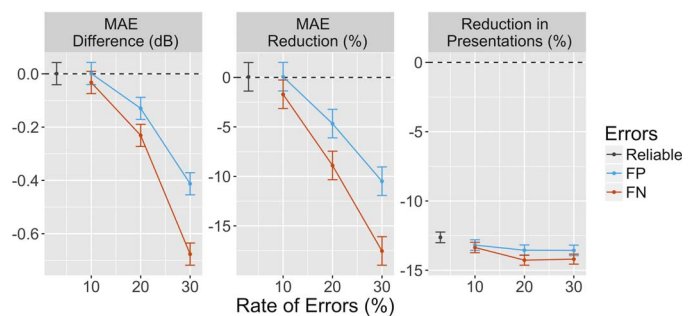 MAE
Difference (dB)
MAE
Reduction (%)
Reduction in
Presentations (%)
0.0
-0.2
-0.4
-0.6
0
-5
-10
-15
0
-5
-10
-15
10 20 30
10 20 30
10 20 30
Rate of Errors (%)
Errors
Reliable
FP
FN